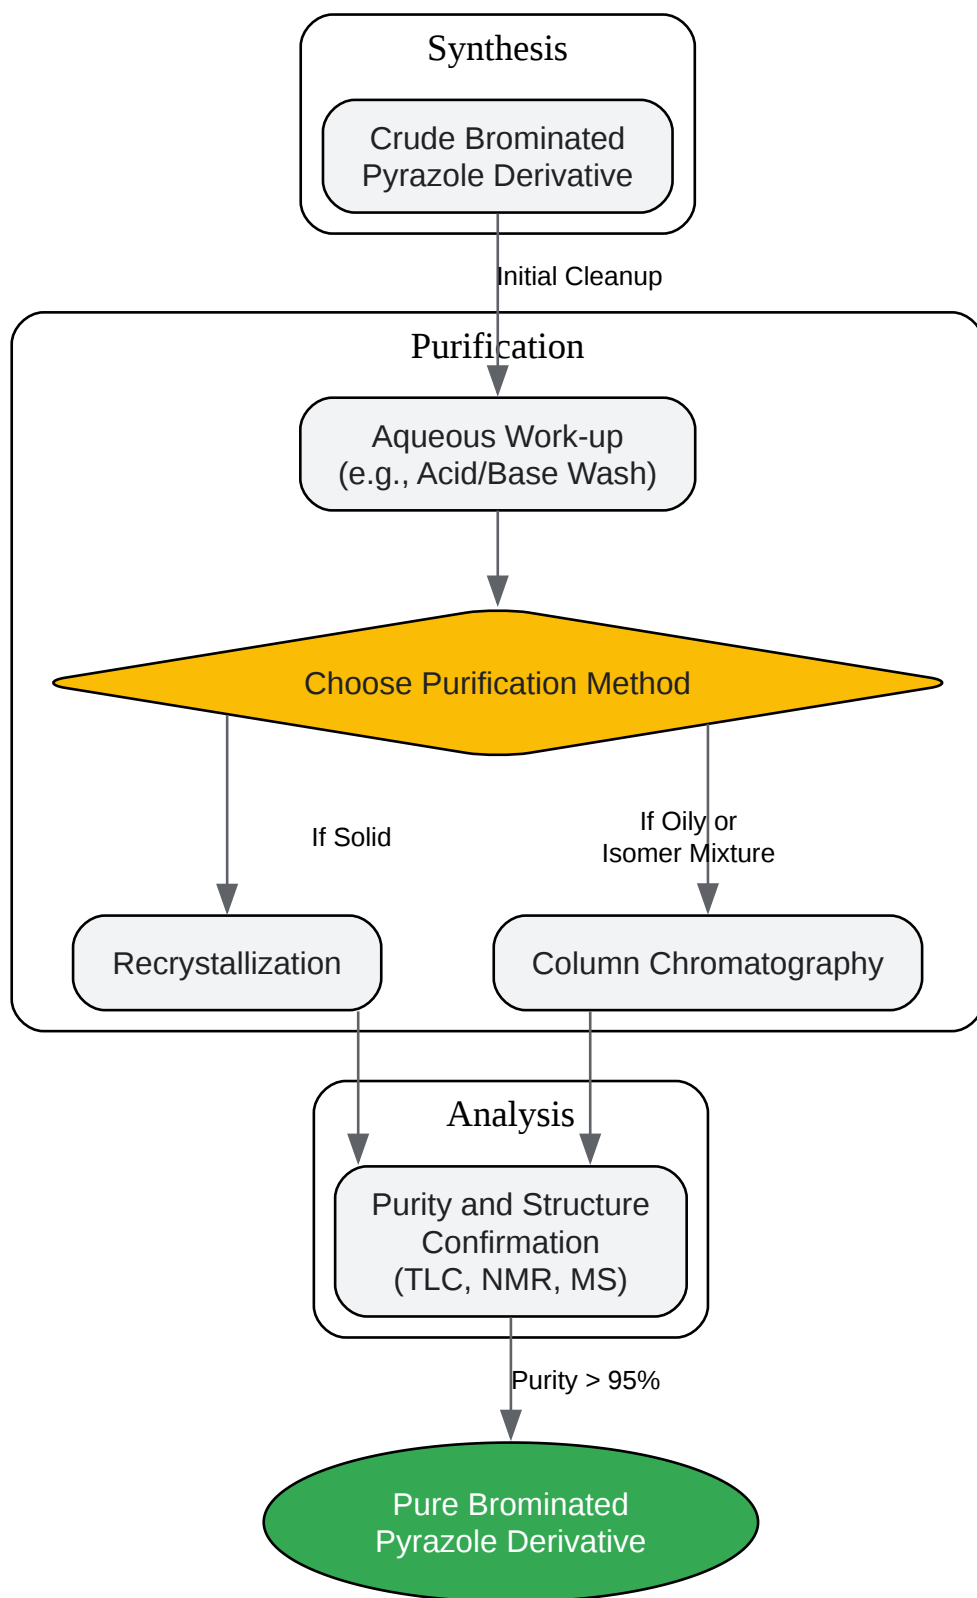 Synthesis
Crude Brominated
Pyrazole Derivative
Initial Cleanup
Purification
Aqueous Work-up
(e.g., Acid/Base Wash)
Choose Purification Method
If Solid
If Oily or
Isomer Mixture
Recrystallization
Column Chromatography
Analysis
Purity and Structure
Confirmation
(TLC, NMR, MS)
Purity > 95%
Pure Brominated
Pyrazole Derivative